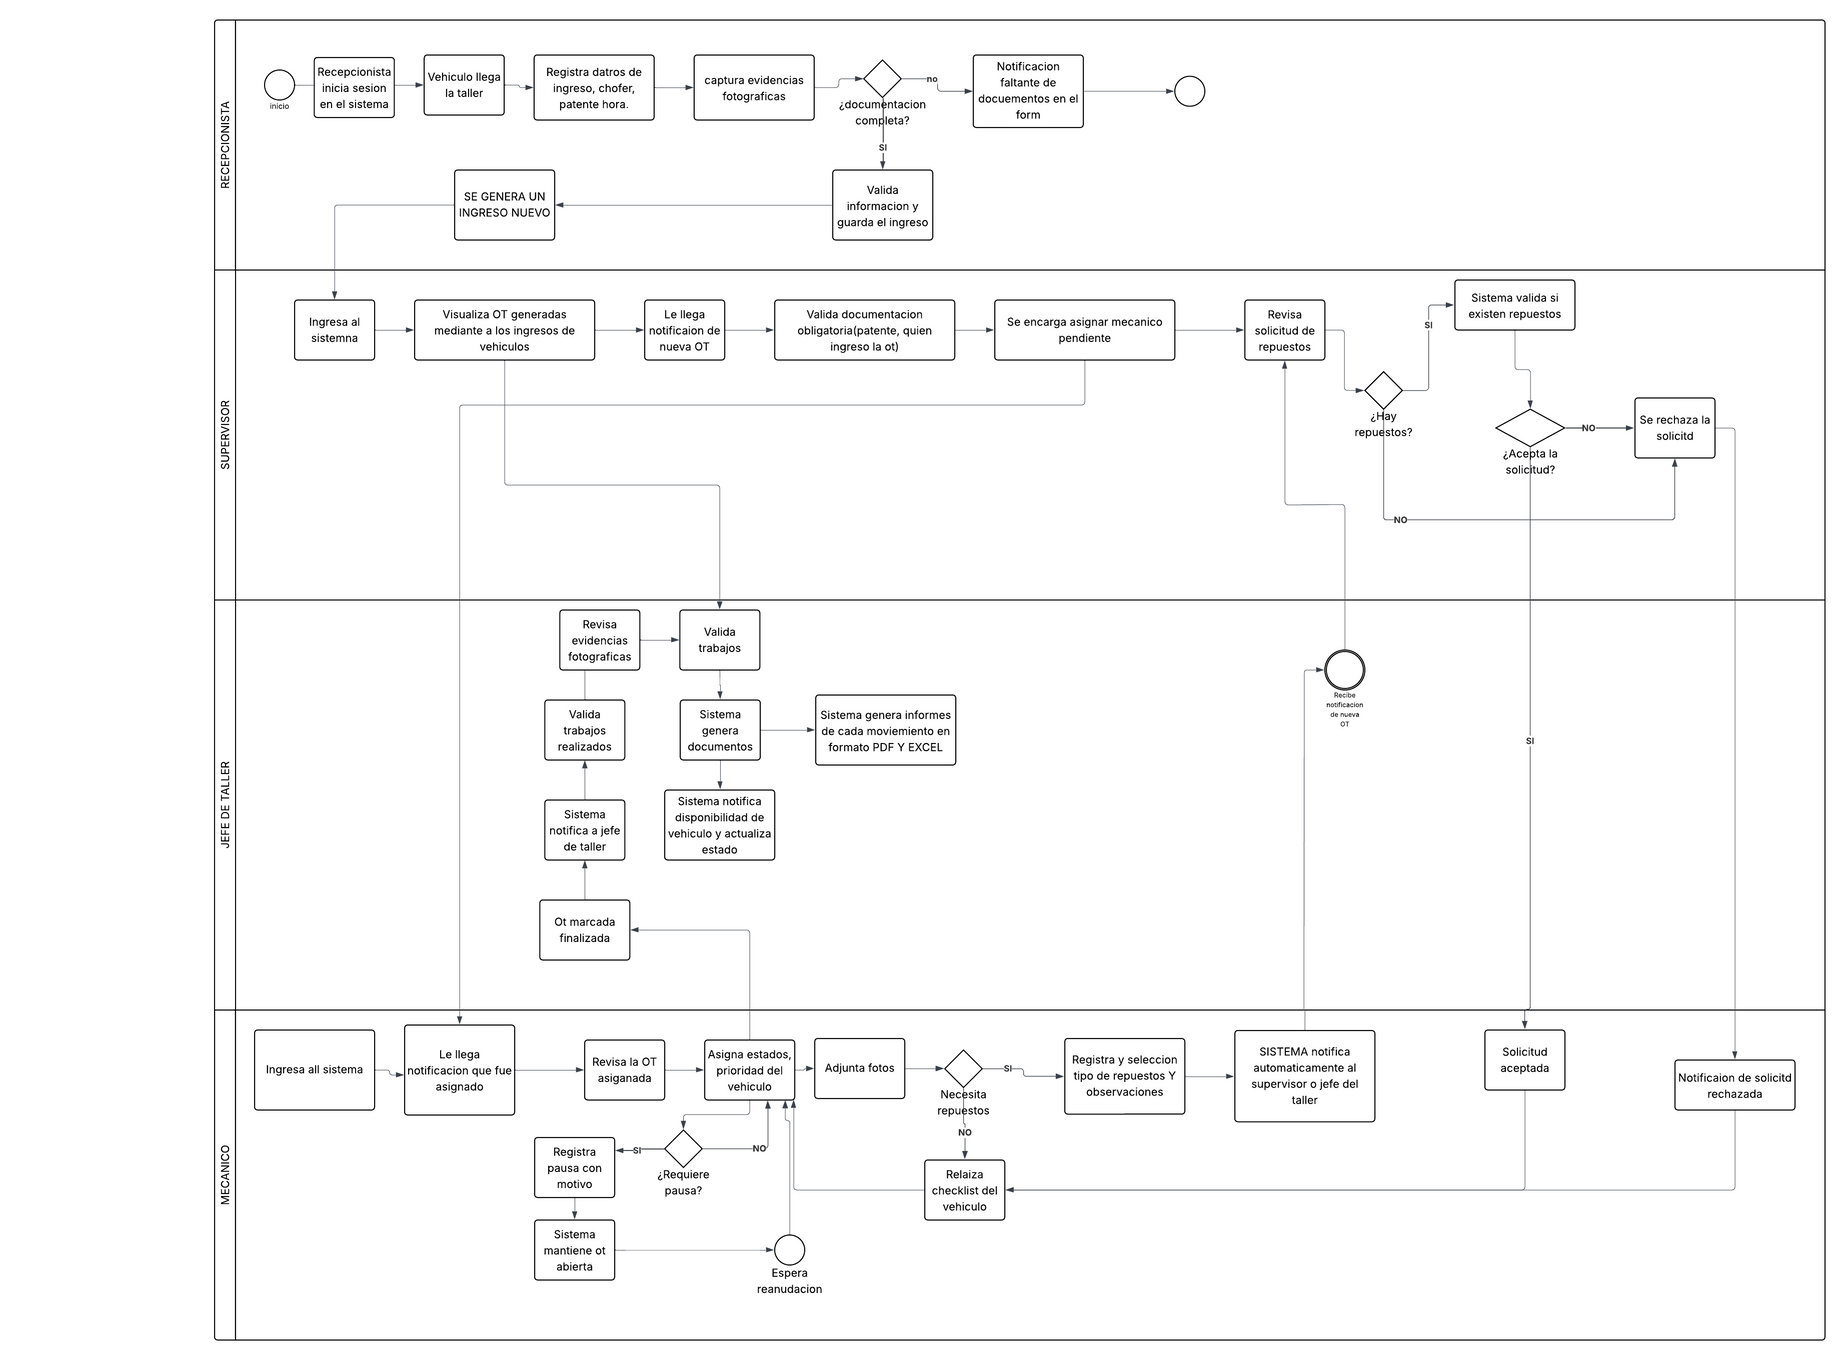 RECEPCIONISTA
inicio
Recepcionista
inicia sesion
en el sistema
Vehiculo llega
la taller
Registra datros de
ingreso, chofer,
patente hora.
captura evidencias
fotograficas
¿documentacion
completa?
no
Notificacion
faltante de
docuementos en el
form
SI
Valida
informacion y
guarda el ingreso
SE GENERA UN
INGRESO NUEVO
SUPERVISOR
Ingresa al
sistemna
Visualiza OT generadas
mediante a los ingresos de
vehiculos
Le llega
notificaion de
nueva OT
Valida documentacion
obligatoria(patente, quien
ingreso la ot)
Se encarga asignar mecanico
pendiente
Revisa
solicitud de
repuestos
¿Hay
repuestos?
SI
Sistema valida si
existen repuestos
¿Acepta la
solicitud?
NO
Se rechaza la
solicitd
NO
SI
JEFE DE TALLER
Revisa
evidencias
fotograficas
Valida
trabajos
Valida
trabajos
realizados
Sistema
genera
documentos
Sistema genera informes
de cada moviemiento en
formato PDF Y EXCEL
Sistema
notifica a jefe
de taller
Sistema notifica
disponibilidad de
vehiculo y actualiza
estado
Ot marcada
finalizada
Recibe
notificacion
de nueva
OT
MECANICO
Ingresa all sistema
Le llega
notificacion que fue
asignado
Revisa la OT
asiganada
Asigna estados,
prioridad del
vehiculo
Adjunta fotos
Necesita
repuestos
SI
Registra y seleccion
tipo de repuestos Y
observaciones
SISTEMA notifica
automaticamente al
supervisor o jefe del
taller
Solicitud
aceptada
Notificaion de solicitd
rechazada
NO
Relaiza
checklist del
vehiculo
¿Requiere
pausa?
SI
NO
Registra
pausa con
motivo
Sistema
mantiene ot
abierta
Espera
reanudacion